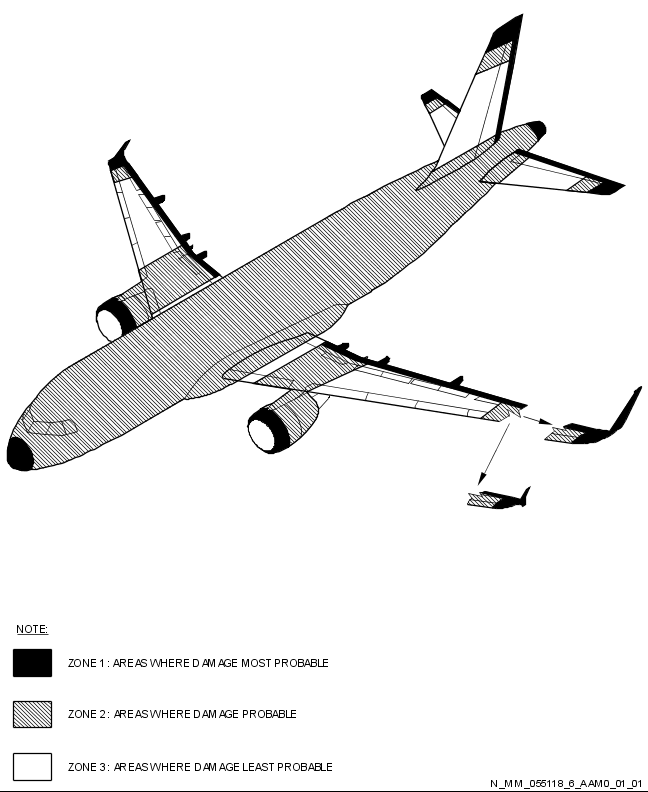 NOTE:
ZONE 1 : AREAS WHERE DAMAGE MOST PROBABLE
ZONE 2 : AREAS WHERE DAMAGE PROBABLE
ZONE 3 : AREAS WHERE DAMAGE LEAST PROBABLE
N_MM_055118_6_AAM0_01_01